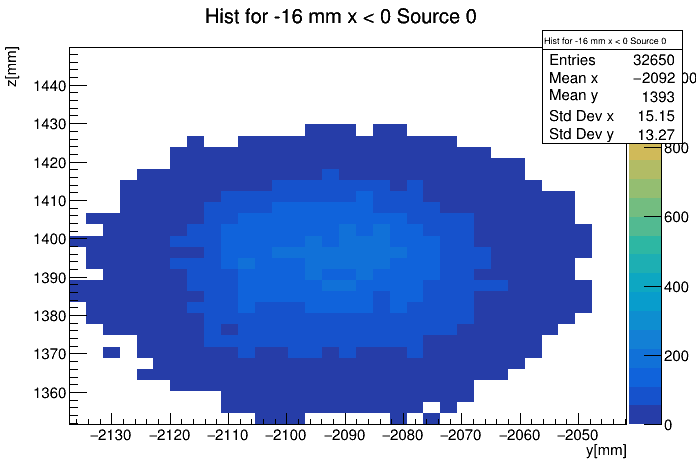 Hist for -16 mm x < 0 Source 0
Hist for -16 mm x < 0 Source 0
Entries 32650
Mean x −2092
Mean y 1393
Std Dev x 15.15
Std Dev y 13.27
z[mm]
1440
1430
1420
1410
1400
1390
1380
1370
1360
−2130 −2120 −2110 −2100 −2090 −2080 −2070 −2060 −2050
y[mm]
800
600
400
200
0